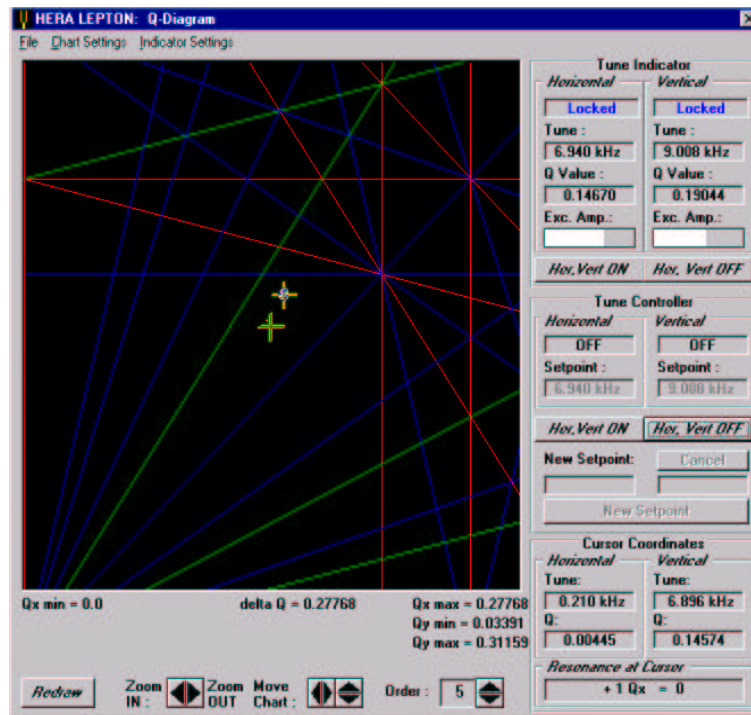 HERA LEPTON: Q-Diagram
File Chart Settings Indicator Settings
Tune Indicator
Horizontal Vertical
Locked Locked
Tune : Tune :
6.940 kHz 9.008 kHz
Q Value : Q Value :
0.14670 0.19044
Exc. Amp.: Exc. Amp.:
Hor,Vert ON Hor, Vert OFF
Tune Controller
Horizontal Vertical
OFF OFF
Setpoint : Setpoint :
6.940 kHz 9.008 kHz
Hor,Vert ON Hor, Vert OFF
New Setpoint: Cancel
New Setpoint
Cursor Coordinates
Horizontal Vertical
Tune: Tune:
0.210 kHz 6.896 kHz
Q: Q:
0.00445 0.14574
Resonance at Cursor
+ 1 Qx = 0
Qx min = 0.0 delta Q = 0.27768 Qx max = 0.27768
Qy min = 0.03391
Qy max = 0.31159
Redraw Zoom IN : Zoom OUT Move Chart : Order : 5